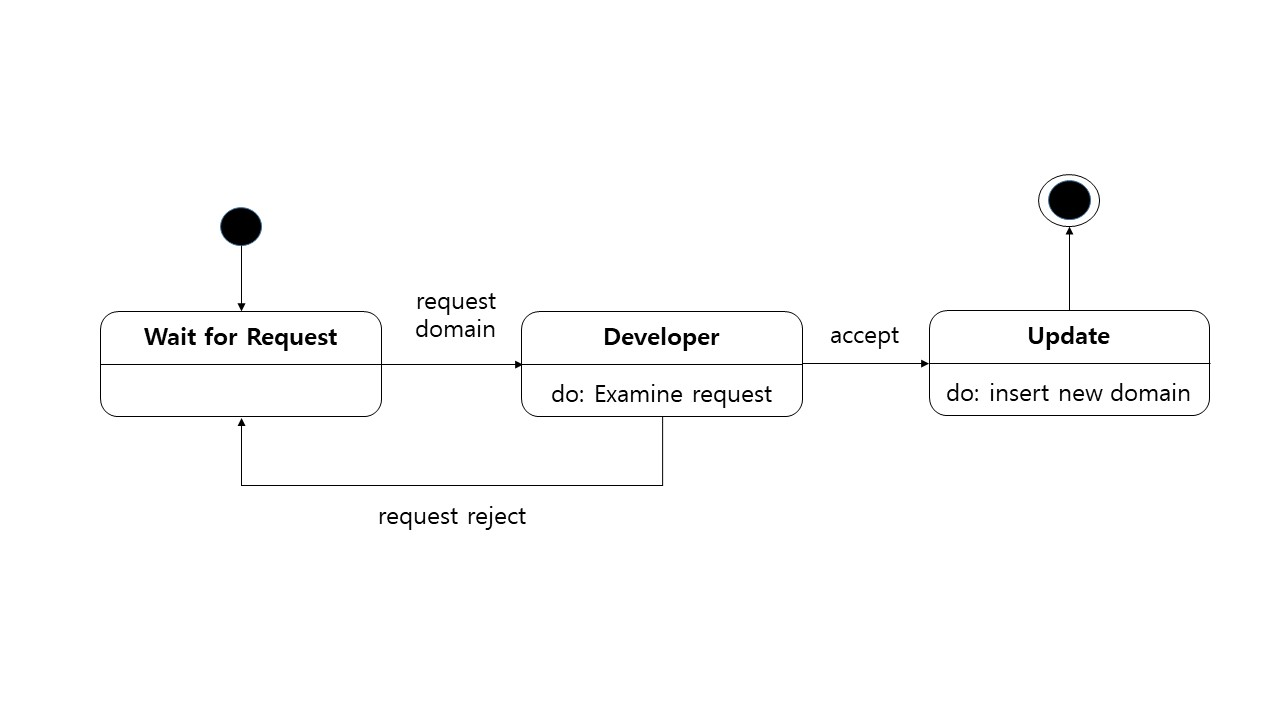 request
domain
Wait for Request
Developer
accept
Update
do: Examine request
do: insert new domain
request reject